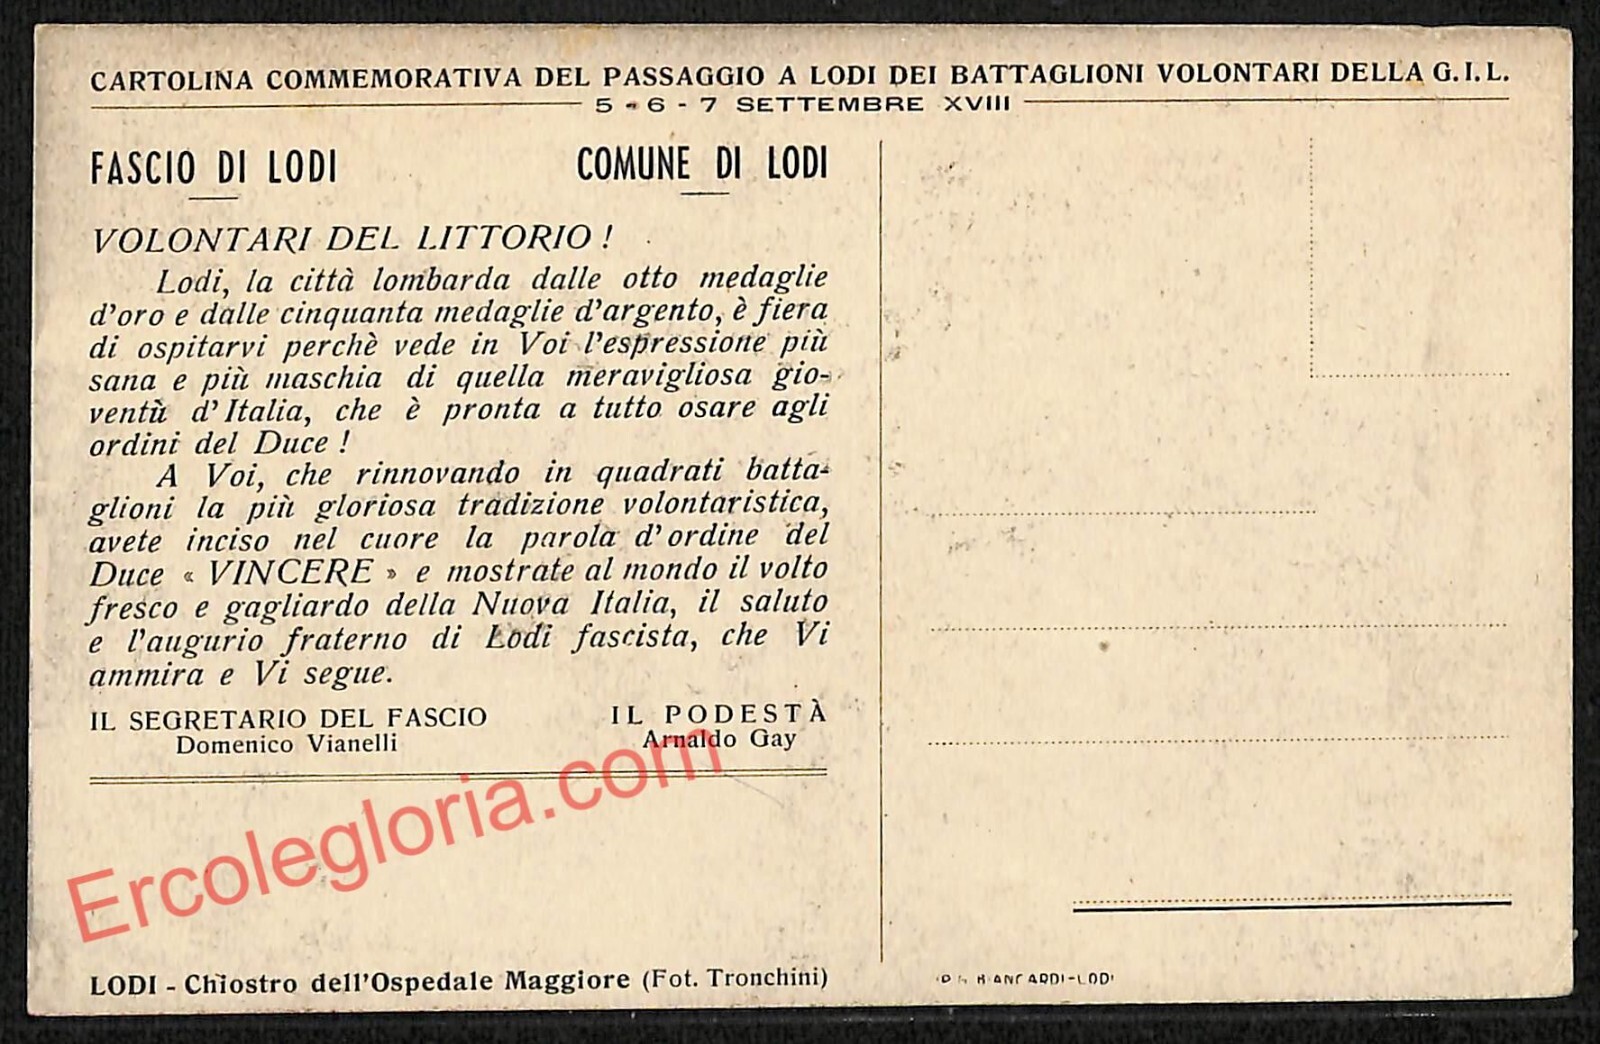 CARTOLINA COMMEMORATIVA DEL PASSAGGIO A LODI DEI BATTAGLIONI VOLONTARI DELLA G.I.L.
5 - 6 - 7 SETTEMBRE XVIII
FASCIO DI LODI
COMUNE DI LODI
VOLONTARI DEL LITTORIO !
Lodi, la città lombarda dalle otto medaglie
d'oro e dalle cinquanta medaglie d'argento, è fiera
di ospitarvi perchè vede in Voi l'espressione più
sana e più maschia di quella meravigliosa gio-
ventù d'Italia, che è pronta a tutto osare agli
ordini del Duce !
A Voi, che rinnovando in quadrati batta-
glioni la più gloriosa tradizione volontaristica,
avete inciso nel cuore la parola d'ordine del
Duce « VINCERE » e mostrate al mondo il volto
fresco e gagliardo della Nuova Italia, il saluto
e l'augurio fraterno di Lodi fascista, che Vi
ammira e Vi segue.
IL SEGRETARIO DEL FASCIO
Domenico Vianelli
IL PODESTÀ
Arnaldo Gay
Ercolegloria.com
LODI - Chiostro dell'Ospedale Maggiore (Fot. Tronchini)
BIANCARDI-LODI